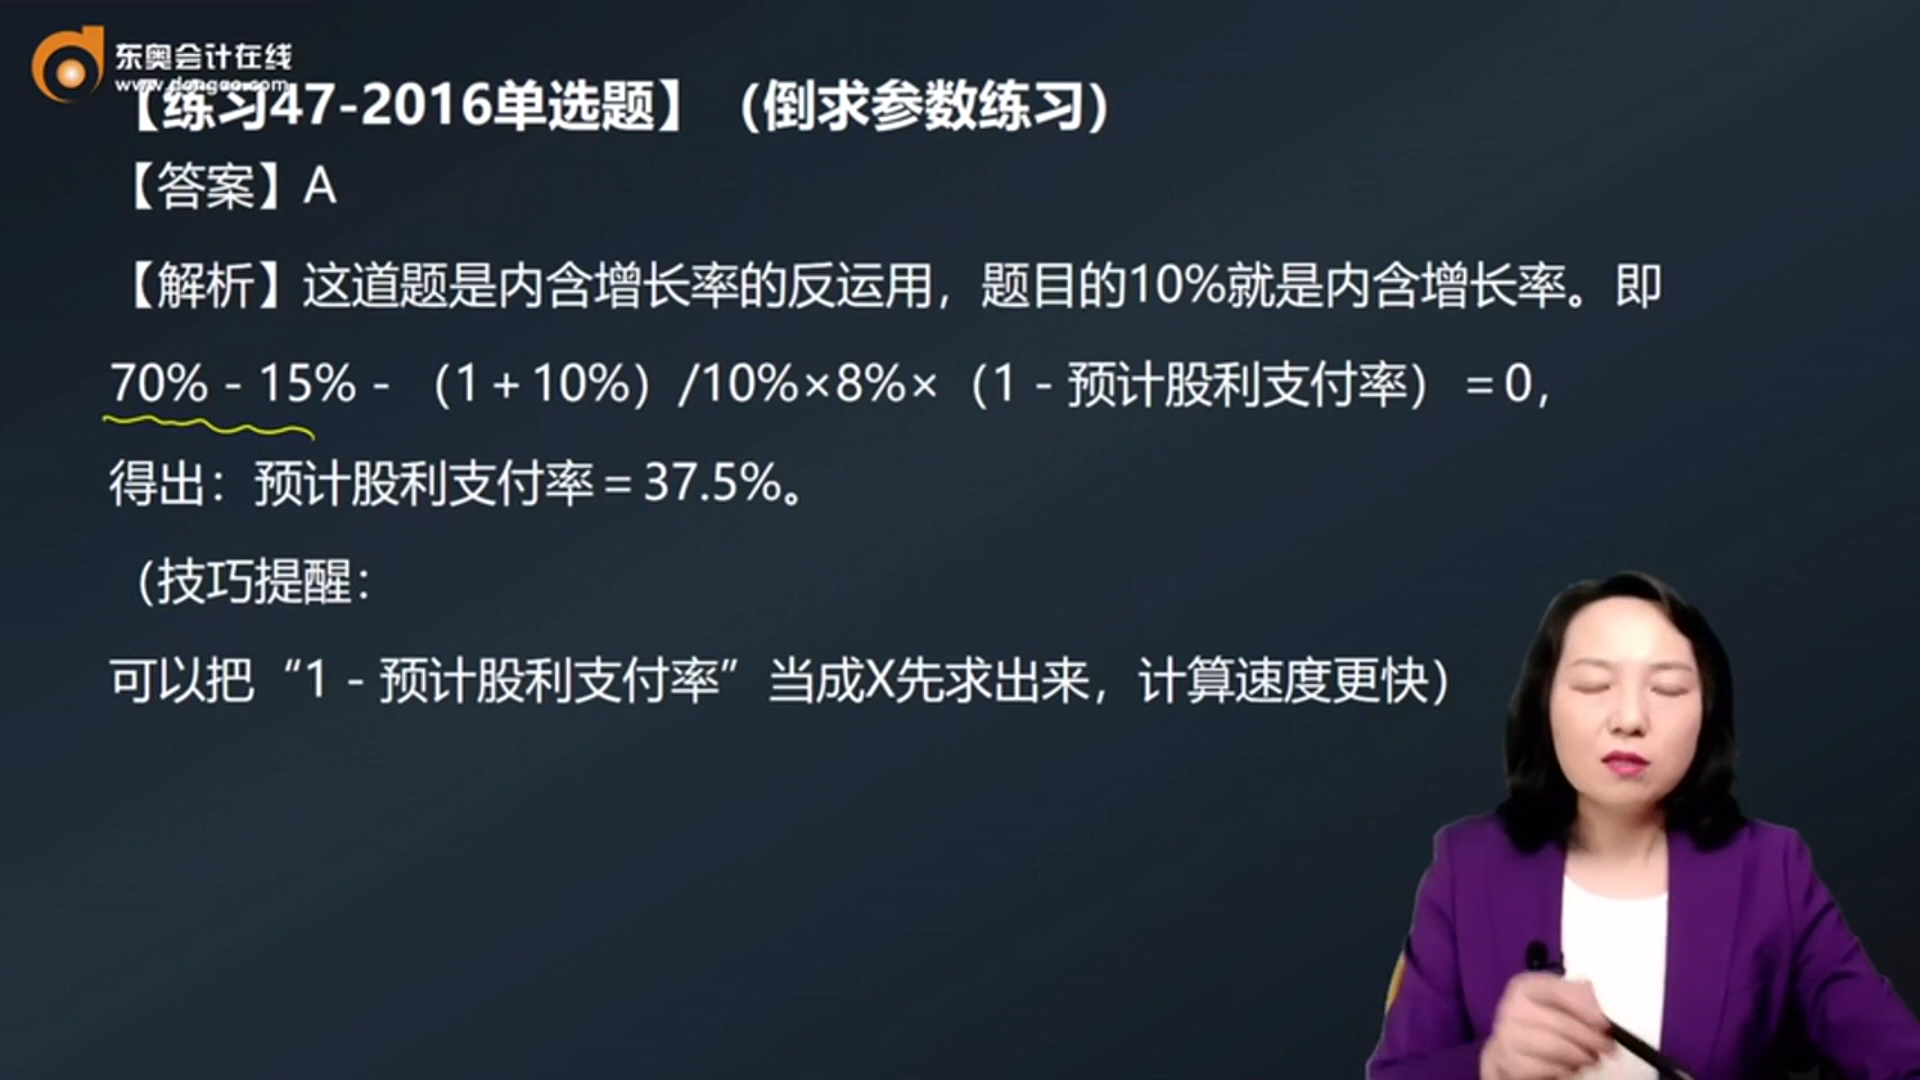 东奥会计在线
www.dongao.com
【练习47-2016单选题】（倒求参数练习）
【答案】A
【解析】这道题是内含增长率的反运用，题目的10%就是内含增长率。即
70%－15%－（1＋10%）/10%×8%×（1－预计股利支付率）＝0，
得出：预计股利支付率＝37.5%。
（技巧提醒：
可以把“1－预计股利支付率”当成X先求出来，计算速度更快）